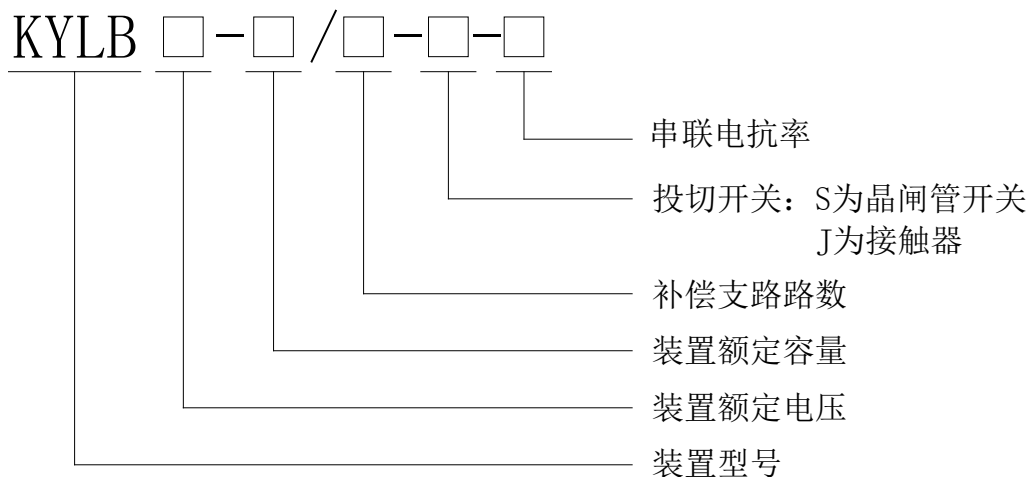 KYLB □-□/□-□-□
串联电抗率
投切开关：S为晶闸管开关
J为接触器
补偿支路路数
装置额定容量
装置额定电压
装置型号